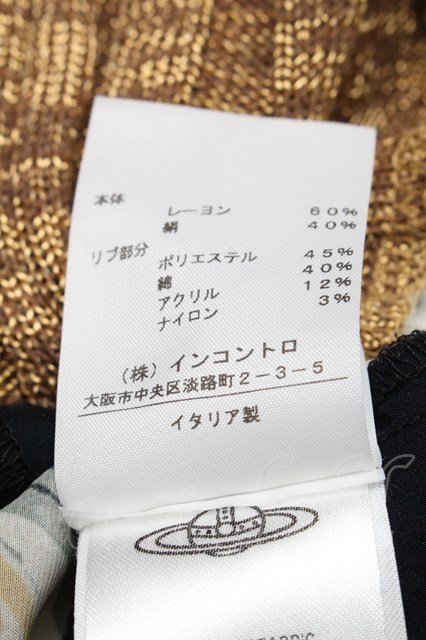 本体
レーヨン 60%
絹 40%
リブ部分
ポリエステル 45%
綿 40%
アクリル 12%
ナイロン 3%
(株) インコントロ
大阪市中央区淡路町2-3-5
イタリア製